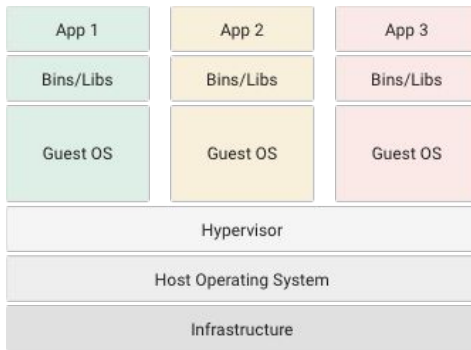 App 1
App 2
App 3
Bins/Libs
Bins/Libs
Bins/Libs
Guest OS
Guest OS
Guest OS
Hypervisor
Host Operating System
Infrastructure